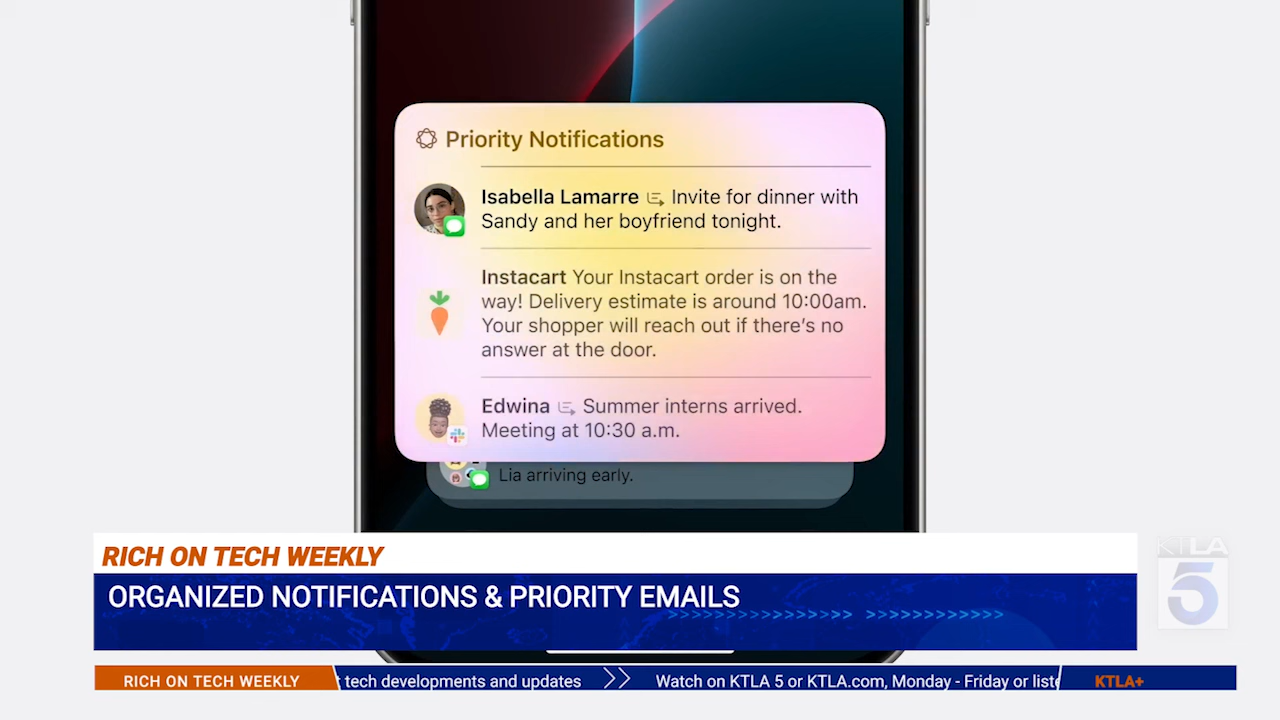 Priority Notifications
Isabella Lamarre Invite for dinner with
Sandy and her boyfriend tonight.
Instacart Your Instacart order is on the
way! Delivery estimate is around 10:00am.
Your shopper will reach out if there's no
answer at the door.
Edwina Summer interns arrived.
Meeting at 10:30 a.m.
Lia arriving early.
RICH ON TECH WEEKLY
ORGANIZED NOTIFICATIONS & PRIORITY EMAILS
KTLA
5
RICH ON TECH WEEKLY
tech developments and updates
Watch on KTLA 5 or KTLA.com, Monday - Friday or
KTLA+